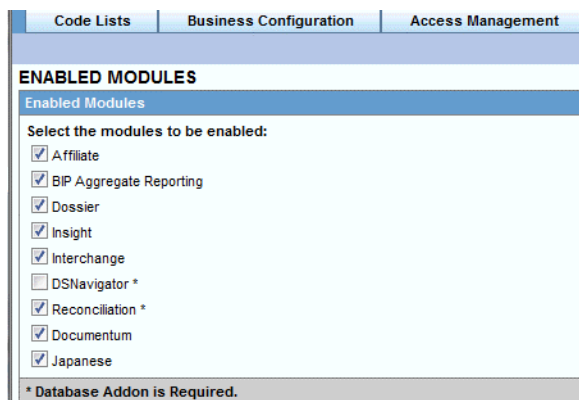 Code Lists Business Configuration Access Management
ENABLED MODULES
Enabled Modules
Select the modules to be enabled:
Affiliate
BIP Aggregate Reporting
Dossier
Insight
Interchange
DSNavigator *
Reconciliation *
Documentum
Japanese
* Database Addon is Required.